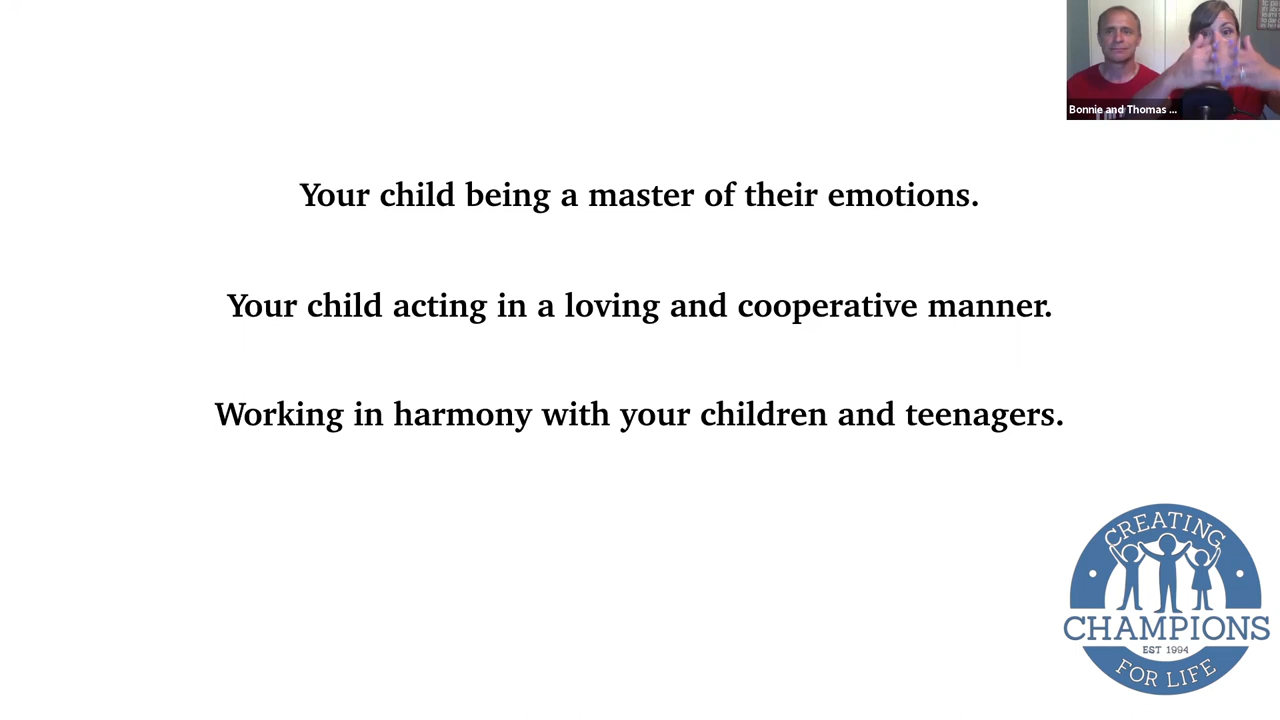 Bonnie and Thomas ...
Your child being a master of their emotions.
Your child acting in a loving and cooperative manner.
Working in harmony with your children and teenagers.
CREATING
CHAMPIONS
EST 1994
FOR LIFE